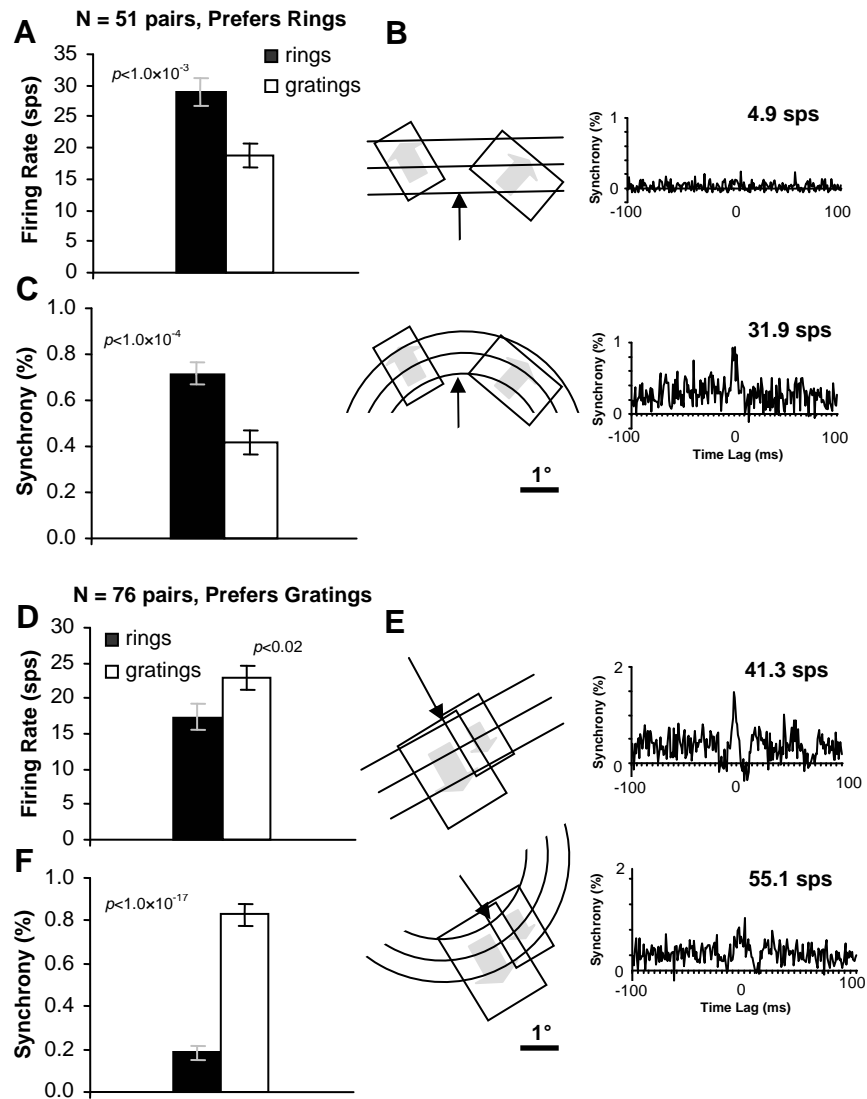 N = 51 pairs, Prefers Rings
A
Firing Rate (sps)
35
30
25
20
15
10
5
0
p<1.0×10-3
rings
gratings
B
4.9 sps
Synchrony (%)
1
0
-100
0
100
C
Synchrony (%)
1.0
0.8
0.6
0.4
0.2
0.0
p<1.0×10-4
31.9 sps
Synchrony (%)
1
0
-100
0
100
Time Lag (ms)
1°
N = 76 pairs, Prefers Gratings
D
Firing Rate (sps)
30
25
20
15
10
5
0
rings
gratings
p<0.02
E
41.3 sps
Synchrony (%)
2
0
-100
0
100
F
Synchrony (%)
1.0
0.8
0.6
0.4
0.2
0.0
p<1.0×10-17
55.1 sps
Synchrony (%)
2
0
-100
0
100
Time Lag (ms)
1°